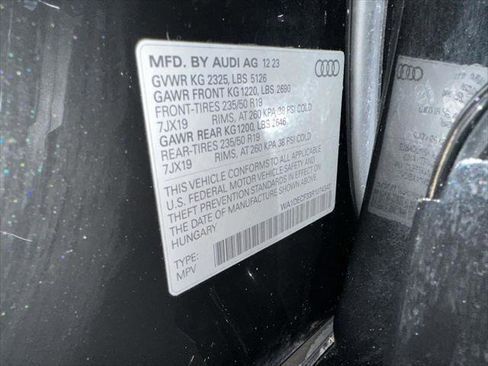 MFD. BY AUDI AG 12 23
GVWR KG 2325, LBS 5126
GAWR FRONT KG 1220, LBS 2690
FRONT-TIRES 235/50 R19
7JX19 RIMS, AT 260 KPA 38 PSI COLD
GAWR REAR KG1200, LBS 2646
REAR-TIRES 235/50 R19
7JX19 RIMS, AT 260 KPA 38 PSI COLD
THIS VEHICLE CONFORMS TO ALL APPLICABLE
U.S. FEDERAL MOTOR VEHICLE SAFETY AND
THEFT PREVENTION STANDARDS IN EFFECT ON
THE DATE OF MANUFACTURE SHOWN ABOVE.
HUNGARY
TYPE:
MPV